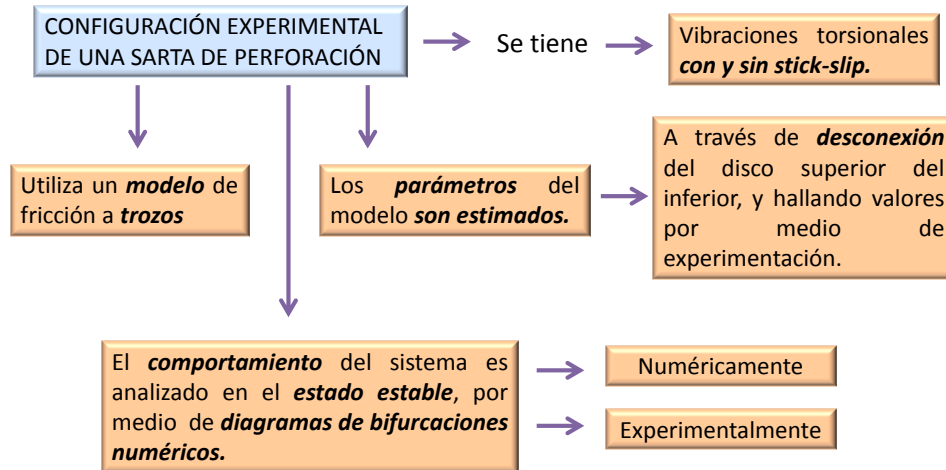 CONFIGURACIÓN EXPERIMENTAL
DE UNA SARTA DE PERFORACIÓN
Se tiene
Vibraciones torsionales
con y sin stick-slip.
Utiliza un modelo de
fricción a trozos
Los parámetros del
modelo son estimados.
A través de desconexión
del disco superior del
inferior, y hallando valores
por medio de
experimentación.
El comportamiento del sistema es
analizado en el estado estable, por
medio de diagramas de bifurcaciones
numéricos.
Numéricamente
Experimentalmente